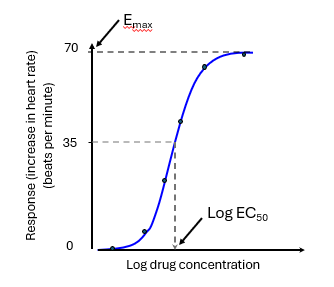 Emax
70
Response (increase in heart rate)
(beats per minute)
35
Log EC50
0
Log drug concentration